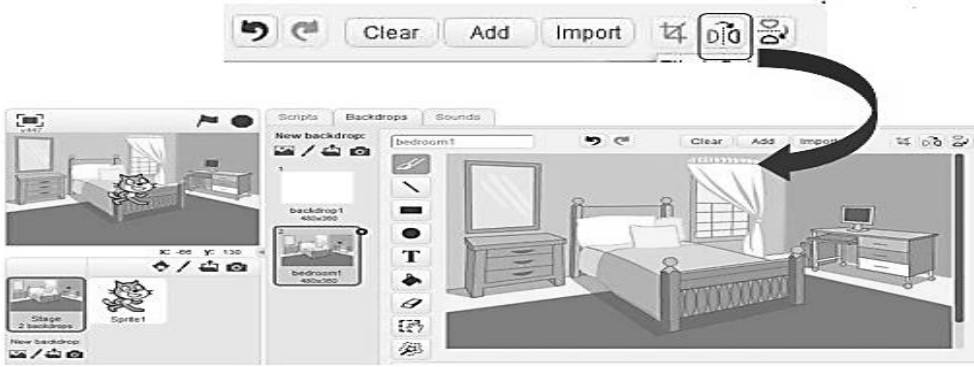 Clear Add Import
v447
Scripts Backdrops Sounds
New backdrop:
bedroom1
Clear Add Import
1
backdrop1
480x360
2
bedroom1
480x360
T
X: -66 Y: 130
Stage
2 backdrops
Sprite1
New backdrop: